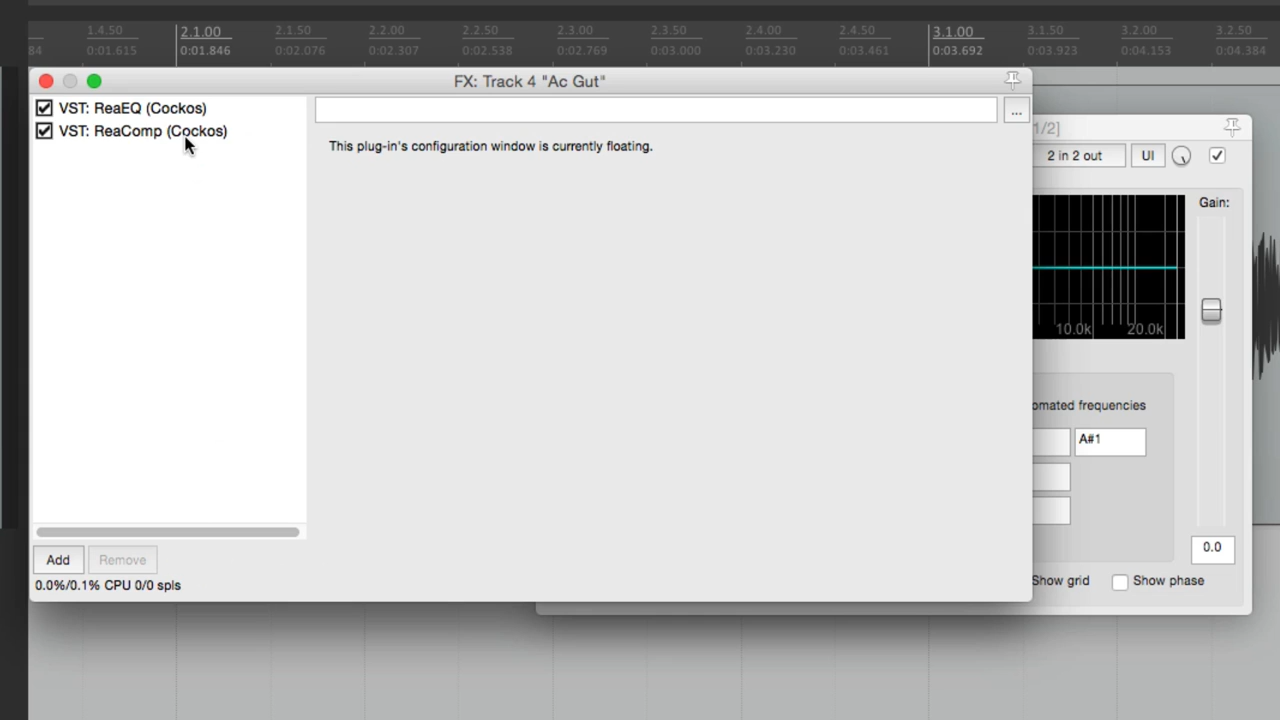 84 1.4.50 2.1.00 2.1.50 2.2.00 2.2.50 2.3.00 2.3.50 2.4.00 2.4.50 3.1.00 3.1.50 3.2.00 3.2.50
0:01.615 0:01.846 0:02.076 0:02.307 0:02.538 0:02.769 0:03.000 0:03.230 0:03.461 0:03.692 0:03.923 0:04.153 0:04.384
FX: Track 4 "Ac Gut"
VST: ReaEQ (Cockos)
VST: ReaComp (Cockos)
...
This plug-in's configuration window is currently floating.
1/2]
2 in 2 out UI
Gain:
10.0k 20.0k
omated frequencies
A#1
0.0
Show grid Show phase
Add Remove
0.0%/0.1% CPU 0/0 spls